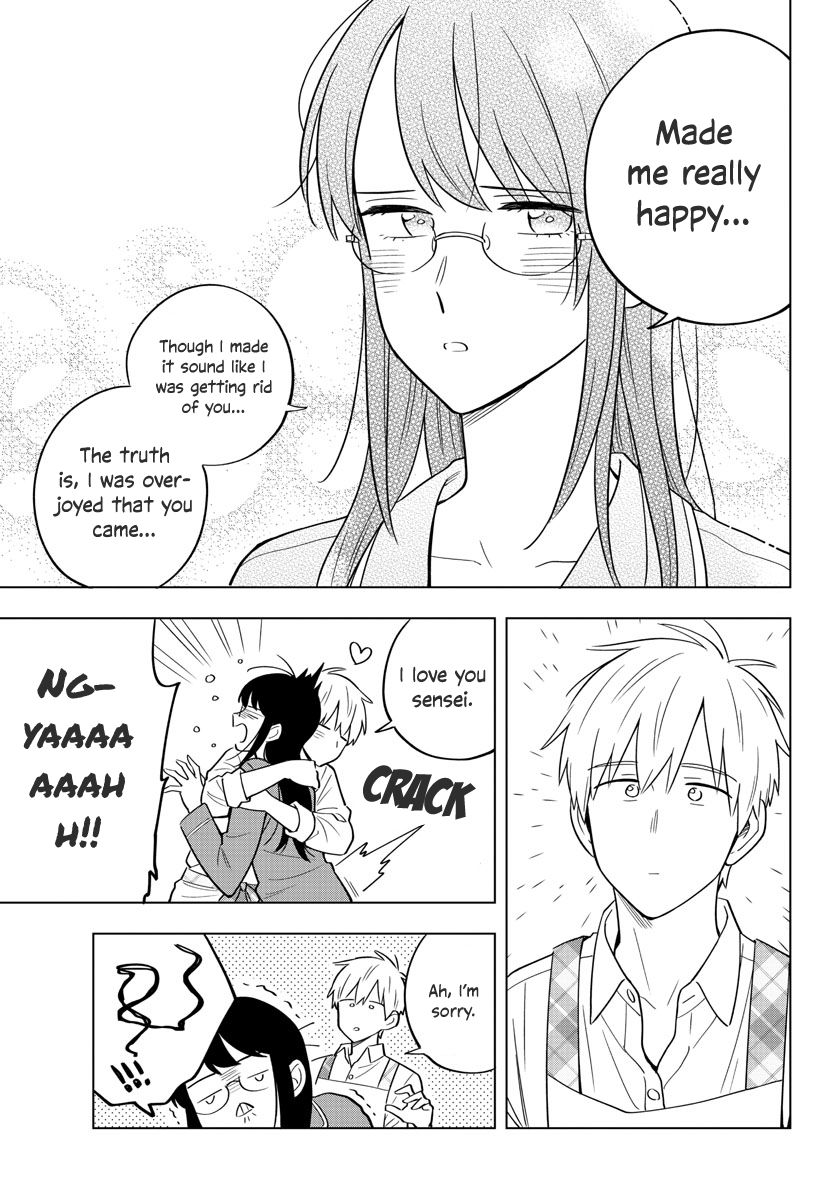 Made
me really
happy...
Though I made
it sound like I
was getting rid
of you...
The truth
is, I was over-
joyed that you
came...
I love you
sensei.
CRACK
NG-
YAAAA
AAAH
H!!
Ah, I'm
sorry.
!!!